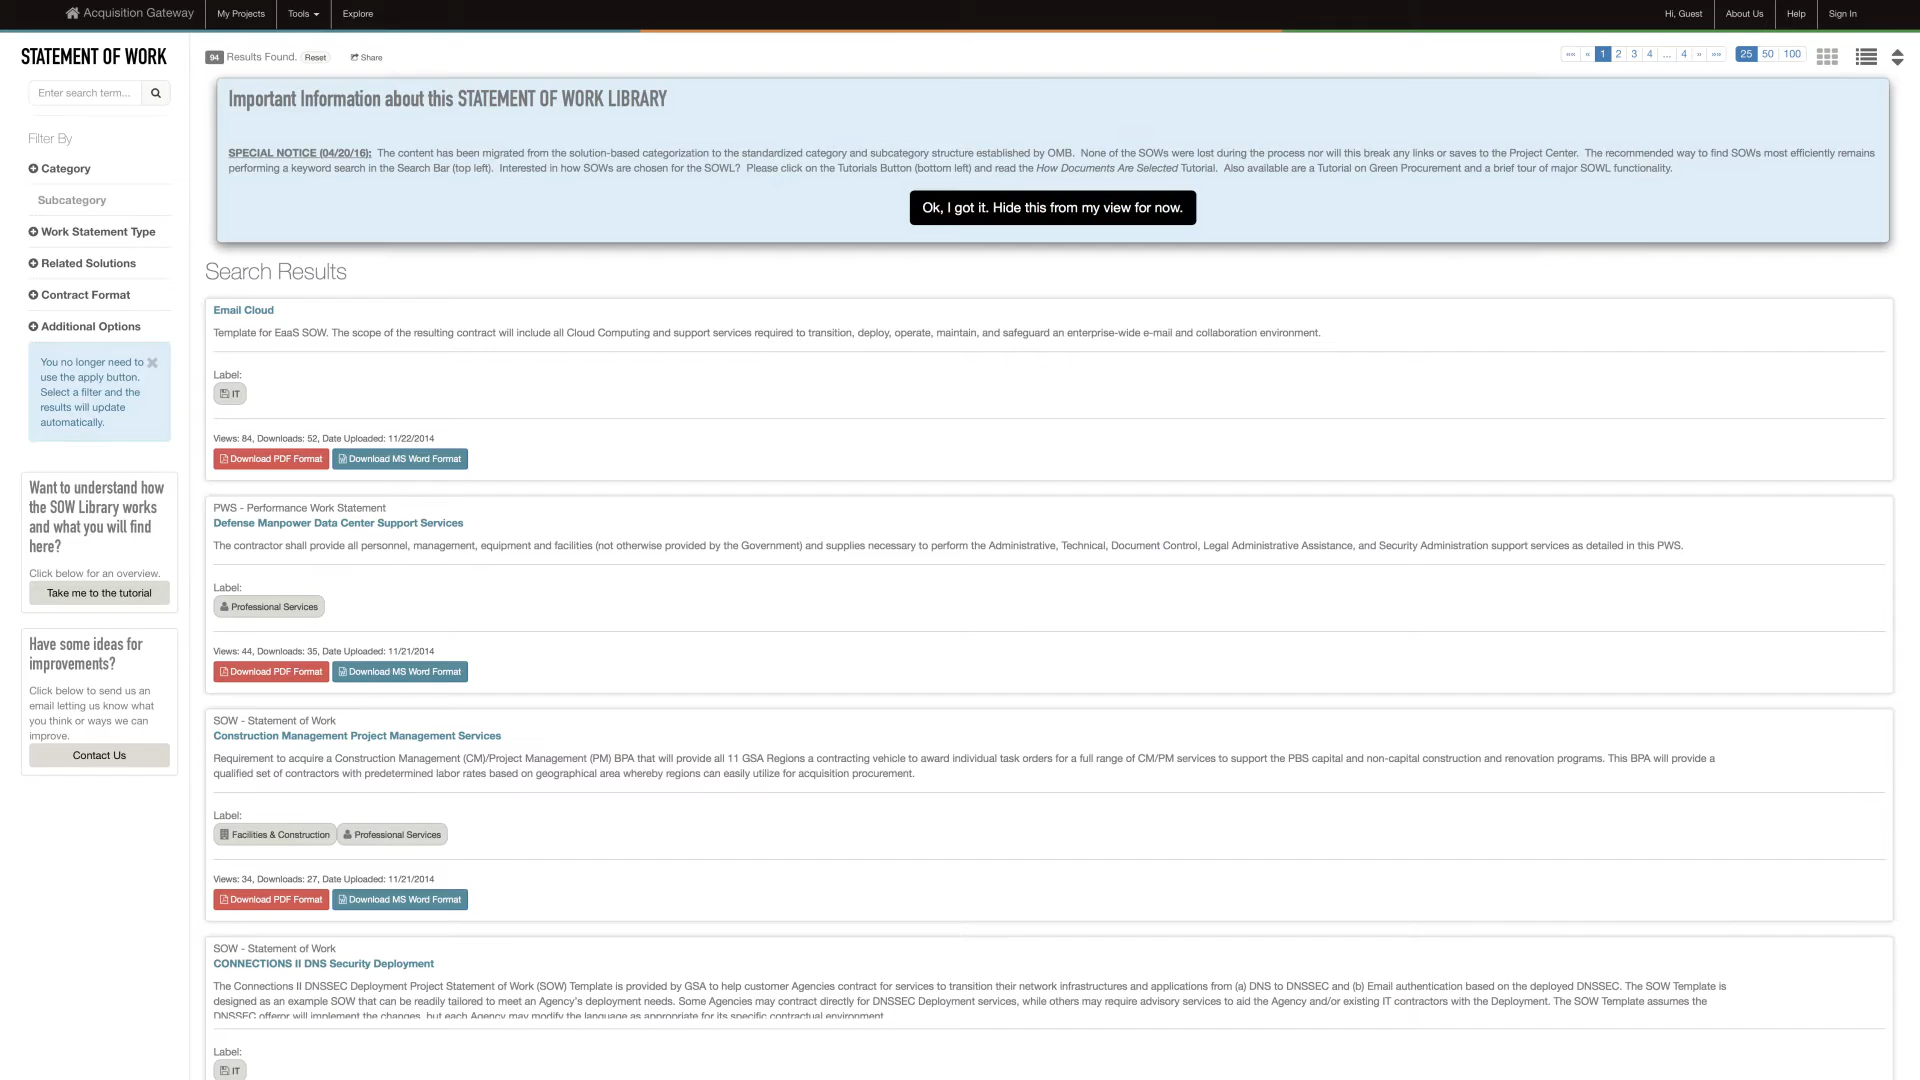 Acquisition Gateway My Projects Tools Explore Hi, Guest About Us Help Sign In
STATEMENT OF WORK
Enter search term...
Filter By
Category
Subcategory
Work Statement Type
Related Solutions
Contract Format
Additional Options
You no longer need to
use the apply button.
Select a filter and the
results will update
automatically.
Want to understand how
the SOW Library works
and what you will find
here?
Click below for an overview.
Take me to the tutorial
Have some ideas for
improvements?
Click below to send us an
email letting us know what
you think or ways we can
improve.
Contact Us
94 Results Found. Reset Share
«« « 1 2 3 4 ... 4 » »» 25 50 100
Important Information about this STATEMENT OF WORK LIBRARY
SPECIAL NOTICE (04/20/16): The content has been migrated from the solution-based categorization to the standardized category and subcategory structure established by OMB. None of the SOWs were lost during the process nor will this break any links or saves to the Project Center. The recommended way to find SOWs most efficiently remains
performing a keyword search in the Search Bar (top left). Interested in how SOWs are chosen for the SOWL? Please click on the Tutorials Button (bottom left) and read the How Documents Are Selected Tutorial. Also available are a Tutorial on Green Procurement and a brief tour of major SOWL functionality.
Ok, I got it. Hide this from my view for now.
Search Results
Email Cloud
Template for EaaS SOW. The scope of the resulting contract will include all Cloud Computing and support services required to transition, deploy, operate, maintain, and safeguard an enterprise-wide e-mail and collaboration environment.
Label:
IT
Views: 84, Downloads: 52, Date Uploaded: 11/22/2014
Download PDF Format Download MS Word Format
PWS - Performance Work Statement
Defense Manpower Data Center Support Services
The contractor shall provide all personnel, management, equipment and facilities (not otherwise provided by the Government) and supplies necessary to perform the Administrative, Technical, Document Control, Legal Administrative Assistance, and Security Administration support services as detailed in this PWS.
Label:
Professional Services
Views: 44, Downloads: 35, Date Uploaded: 11/21/2014
Download PDF Format Download MS Word Format
SOW - Statement of Work
Construction Management Project Management Services
Requirement to acquire a Construction Management (CM)/Project Management (PM) BPA that will provide all 11 GSA Regions a contracting vehicle to award individual task orders for a full range of CM/PM services to support the PBS capital and non-capital construction and renovation programs. This BPA will provide a
qualified set of contractors with predetermined labor rates based on geographical area whereby regions can easily utilize for acquisition procurement.
Label:
Facilities & Construction Professional Services
Views: 34, Downloads: 27, Date Uploaded: 11/21/2014
Download PDF Format Download MS Word Format
SOW - Statement of Work
CONNECTIONS II DNS Security Deployment
The Connections II DNSSEC Deployment Project Statement of Work (SOW) Template is provided by GSA to help customer Agencies contract for services to transition their network infrastructures and applications from (a) DNS to DNSSEC and (b) Email authentication based on the deployed DNSSEC. The SOW Template is
designed as an example SOW that can be readily tailored to meet an Agency's deployment needs. Some Agencies may contract directly for DNSSEC Deployment services, while others may require advisory services to aid the Agency and/or existing IT contractors with the Deployment. The SOW Template assumes the
DNSSEC offeror will implement the changes, but each Agency may modify the language as appropriate for its specific contractual environment
Label:
IT